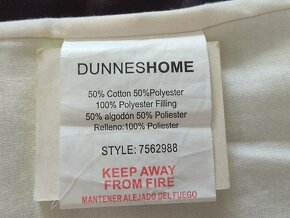 DUNNESHOME
50% Cotton 50%Polyester
100% Polyester Filling
50% algodón 50% Poliester
Relleno:100% Poliester
STYLE: 7562988
KEEP AWAY
FROM FIRE
MANTENER ALEJADO DEL FUEGO